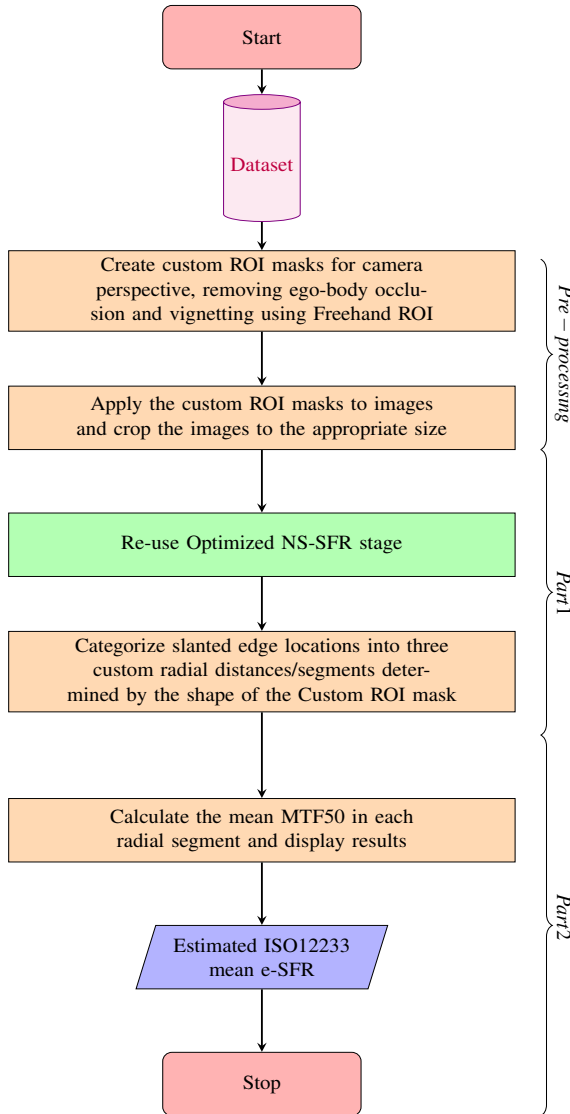 Start
Dataset
Create custom ROI masks for camera
perspective, removing ego-body occlu-
sion and vignetting using Freehand ROI
Apply the custom ROI masks to images
and crop the images to the appropriate size
Pre − processing
Re-use Optimized NS-SFR stage
Categorize slanted edge locations into three
custom radial distances/segments deter-
mined by the shape of the Custom ROI mask
Part1
Calculate the mean MTF50 in each
radial segment and display results
Estimated ISO12233
mean e-SFR
Part2
Stop